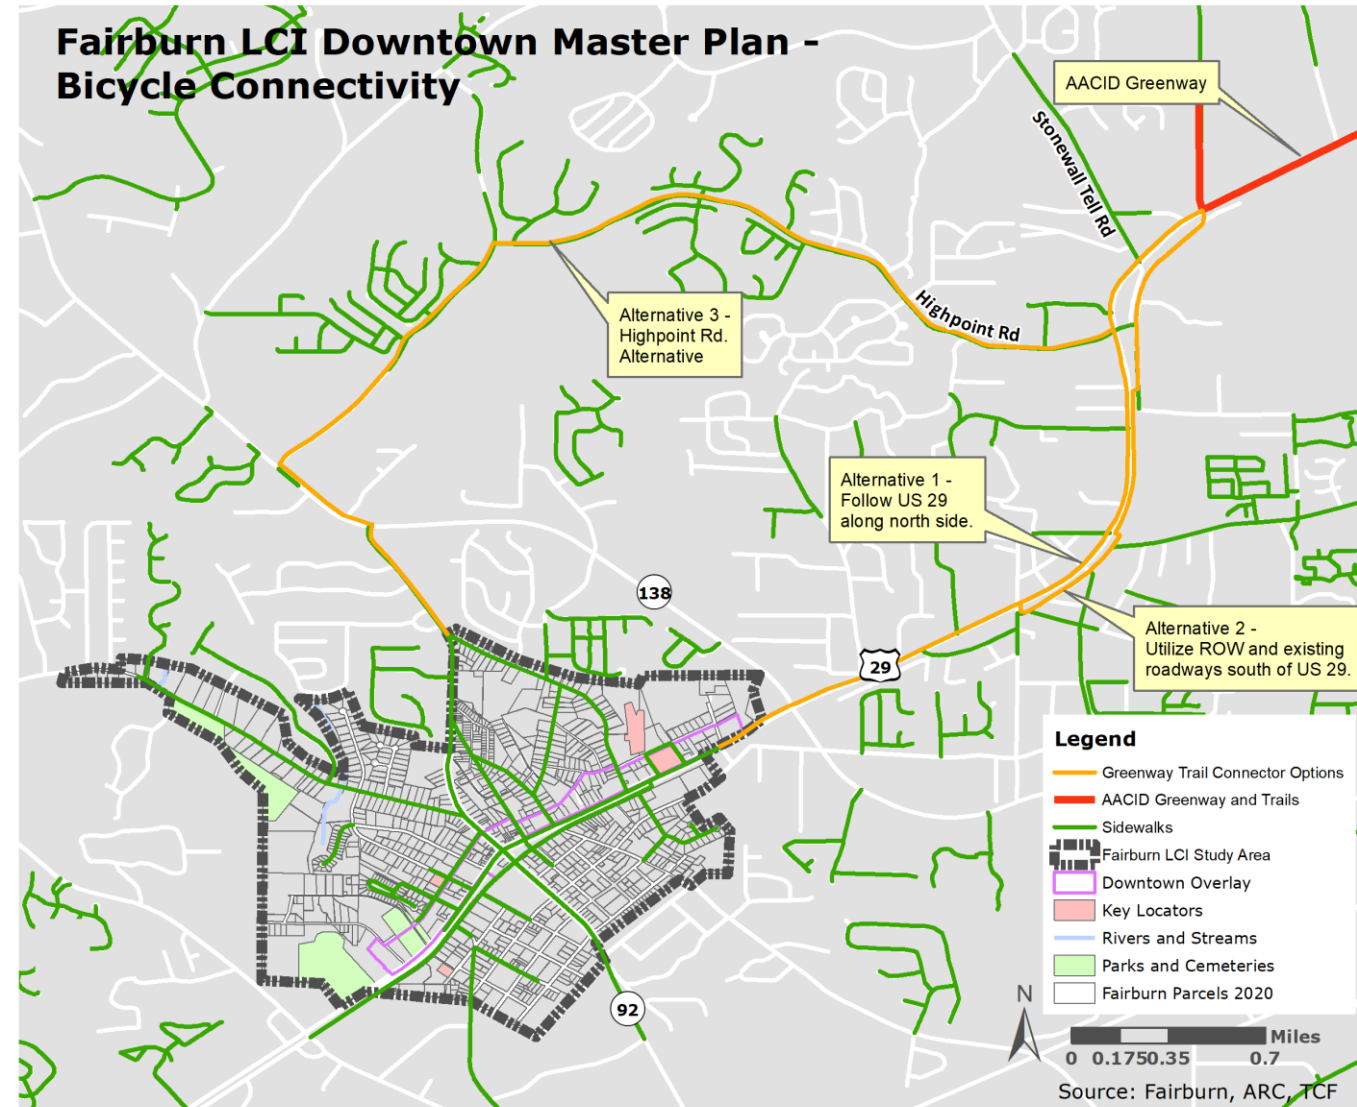 Fairburn LCI Downtown Master Plan -
Bicycle Connectivity
AACID Greenway
Stonewall Tell Rd
Alternative 3 -
Highpoint Rd.
Alternative
Highpoint Rd
Alternative 1 -
Follow US 29
along north side.
138
Alternative 2 -
Utilize ROW and existing
roadways south of US 29.
29
Legend
Greenway Trail Connector Options
AACID Greenway and Trails
Sidewalks
Fairburn LCI Study Area
Downtown Overlay
Key Locators
Rivers and Streams
Parks and Cemeteries
Fairburn Parcels 2020
92
N
Miles
0 0.1750.35 0.7
Source: Fairburn, ARC, TCF